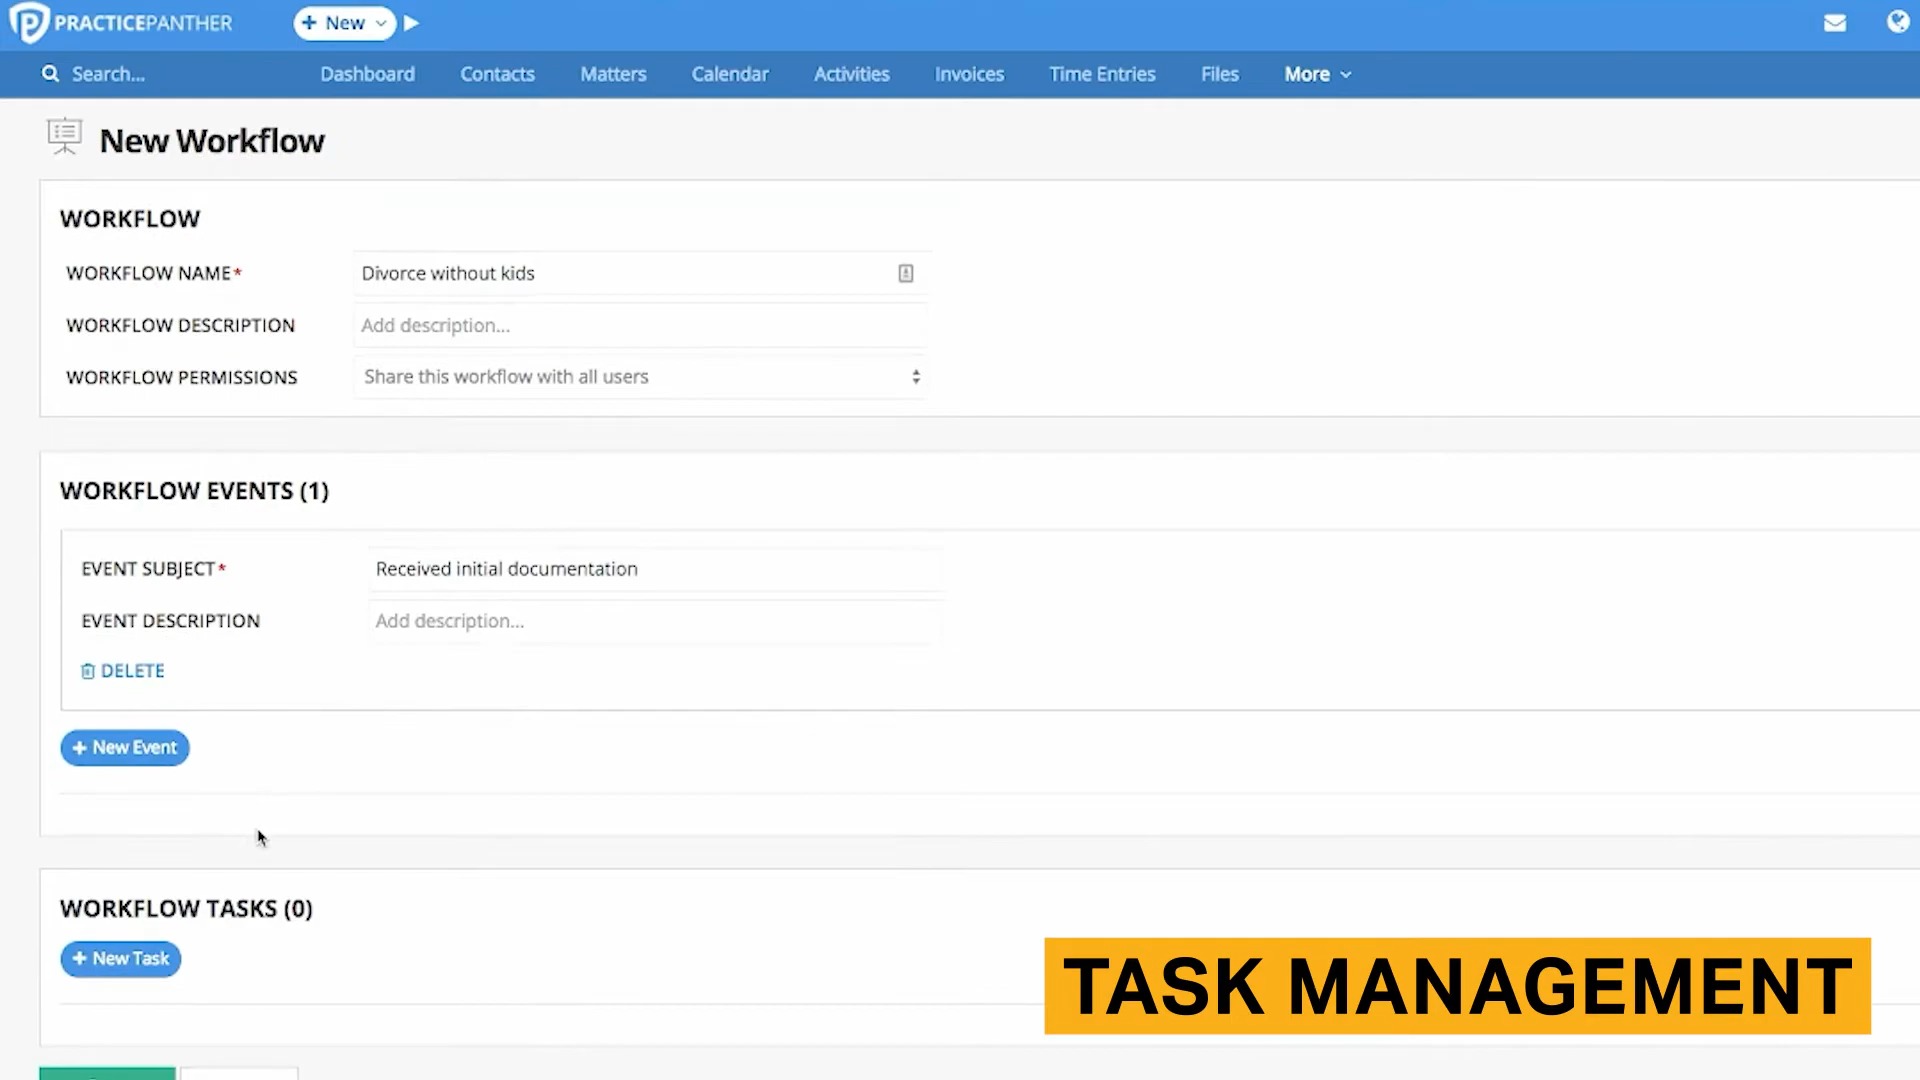 PRACTICEPANTHER
New
Search...
Dashboard
Contacts
Matters
Calendar
Activities
Invoices
Time Entries
Files
More
New Workflow
WORKFLOW
WORKFLOW NAME*
Divorce without kids
WORKFLOW DESCRIPTION
Add description...
WORKFLOW PERMISSIONS
Share this workflow with all users
WORKFLOW EVENTS (1)
EVENT SUBJECT*
Received initial documentation
EVENT DESCRIPTION
Add description...
DELETE
+ New Event
WORKFLOW TASKS (0)
+ New Task
TASK MANAGEMENT